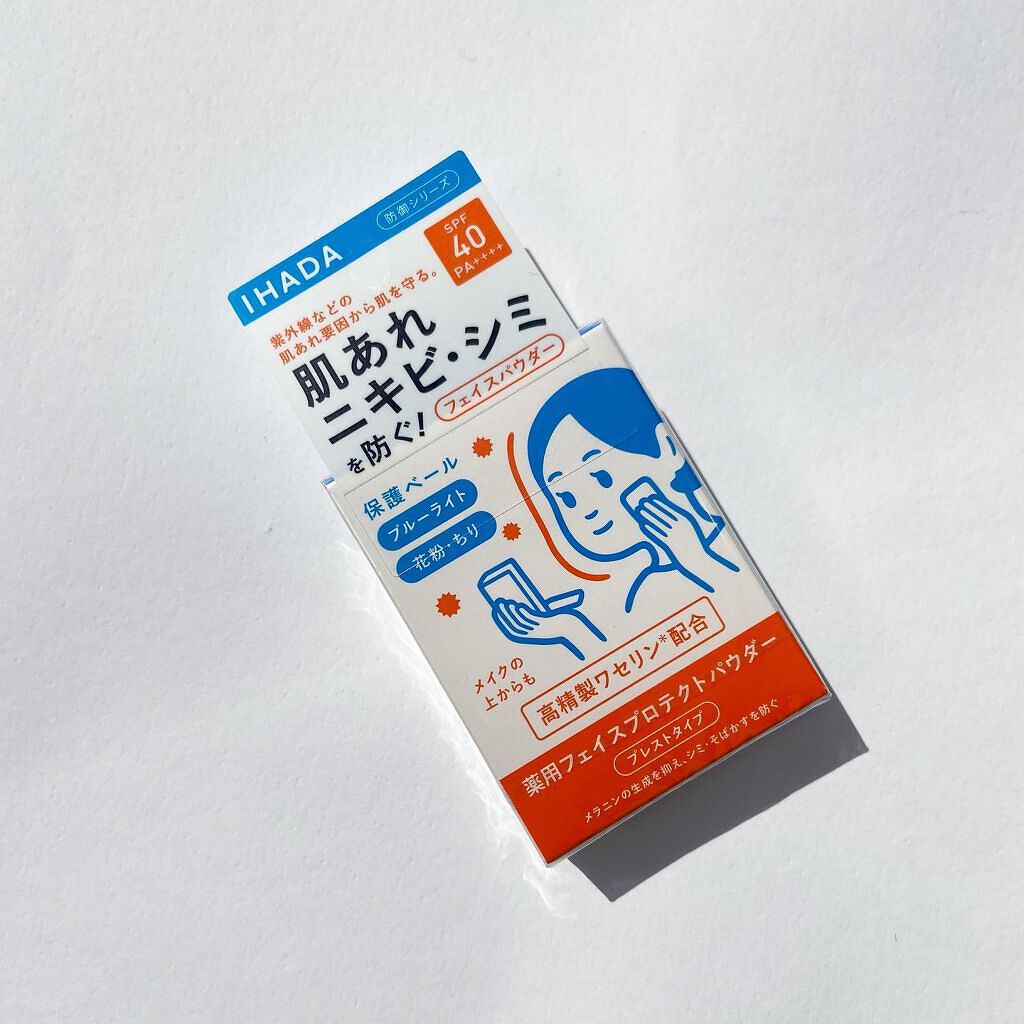 IHADA
防御シリーズ
紫外線などの
肌あれ要因から肌を守る。
SPF
40
PA++++
肌あれ
ニキビ・シミ
を防ぐ!
フェイスパウダー
保護ベール
ブルーライト
花粉・ちり
メイクの
上からも
高精製ワセリン*配合
薬用フェイスプロテクトパウダー
プレストタイプ
メラニンの生成を抑え、シミ・そばかすを防ぐ